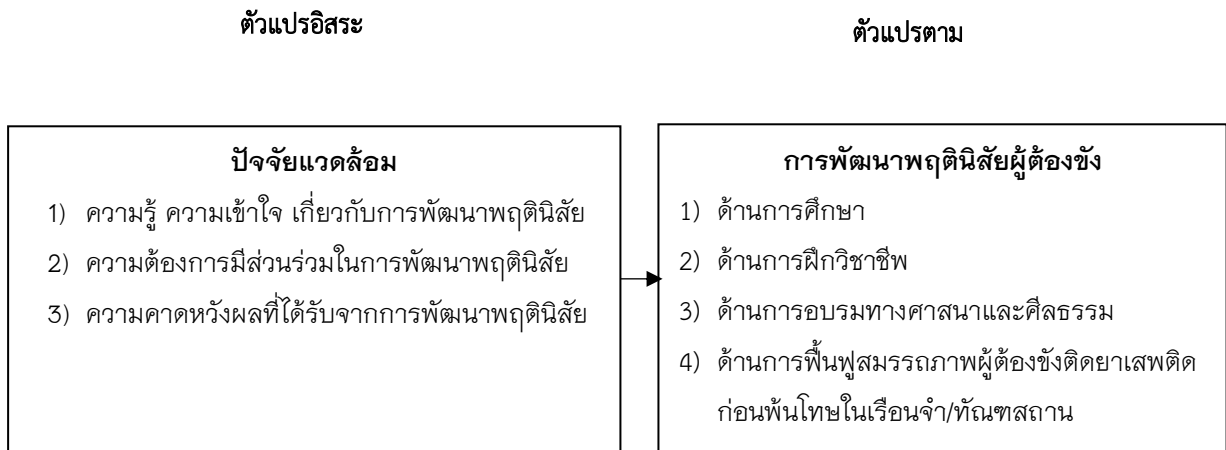 ตัวแปรอิสระ
ตัวแปรตาม
ปัจจัยแวดล้อม
1) ความรู้ ความเข้าใจ เกี่ยวกับการพัฒนาพฤตินิสัย
2) ความต้องการมีส่วนร่วมในการพัฒนาพฤตินิสัย
3) ความคาดหวังผลที่ได้รับจากการพัฒนาพฤตินิสัย
การพัฒนาพฤตินิสัยผู้ต้องขัง
1) ด้านการศึกษา
2) ด้านการฝึกวิชาชีพ
3) ด้านการอบรมทางศาสนาและศีลธรรม
4) ด้านการฟื้นฟูสมรรถภาพผู้ต้องขังติดยาเสพติด
ก่อนพ้นโทษในเรือนจำ/ทัณฑสถาน